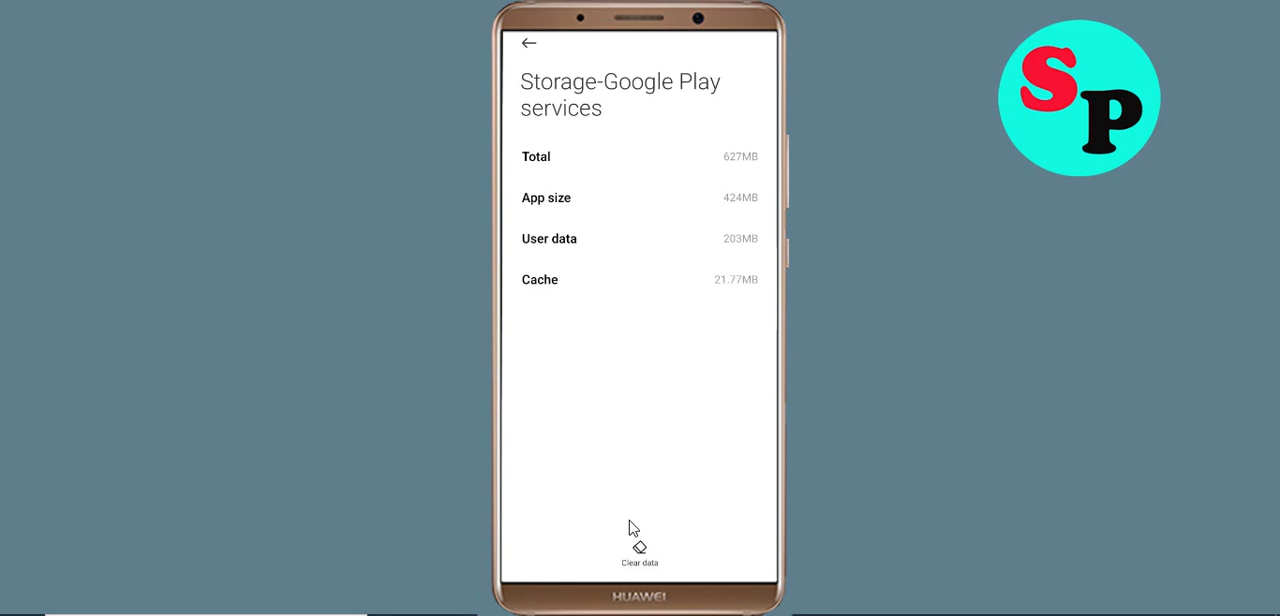 Storage-Google Play
services
Total 627MB
App size 424MB
User data 203MB
Cache 21.77MB
Clear data
HUAWEI
SP